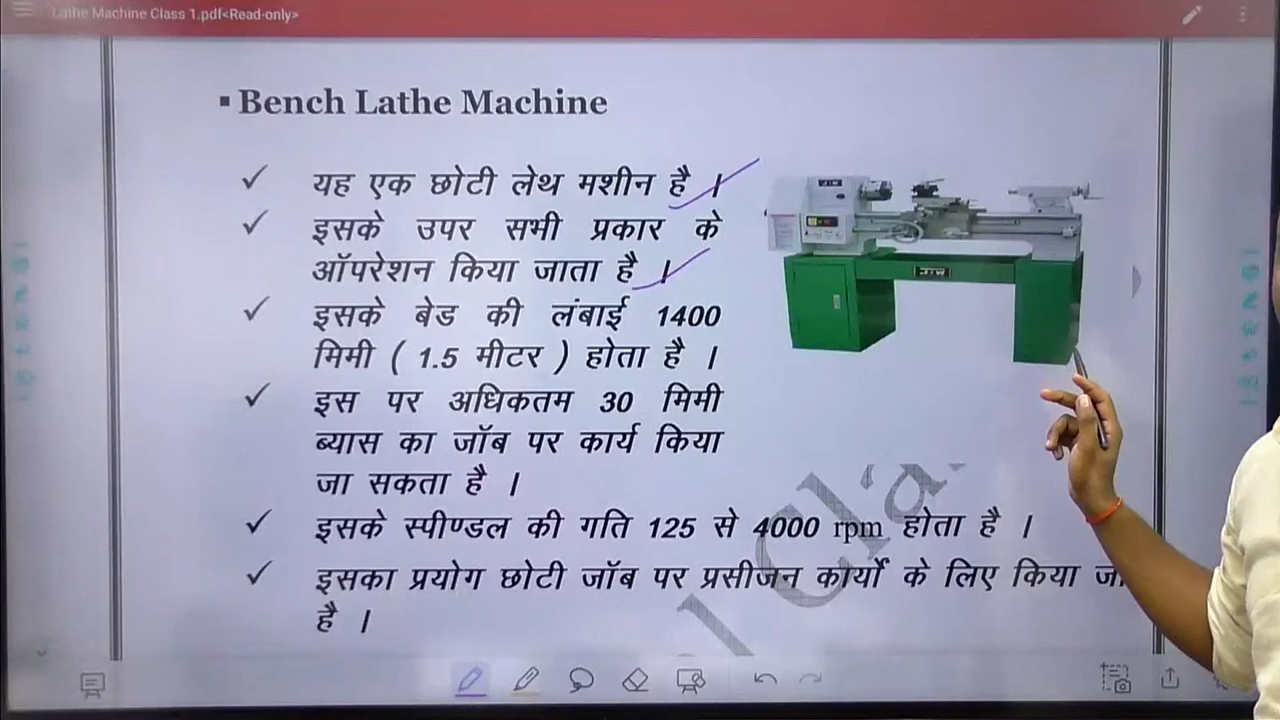 Lathe Machine Class 1.pdf<Read-only>
▪ Bench Lathe Machine
✓ यह एक छोटी लेथ मशीन है ।
✓ इसके उपर सभी प्रकार के
ऑपरेशन किया जाता है ।
✓ इसके बेड की लंबाई 1400
मिमी ( 1.5 मीटर ) होता है ।
✓ इस पर अधिकतम 30 मिमी
ब्यास का जॉब पर कार्य किया
जा सकता है ।
✓ इसके स्पीण्डल की गति 125 से 4000 rpm होता है ।
✓ इसका प्रयोग छोटी जॉब पर प्रसीजन कार्यों के लिए किया
है ।